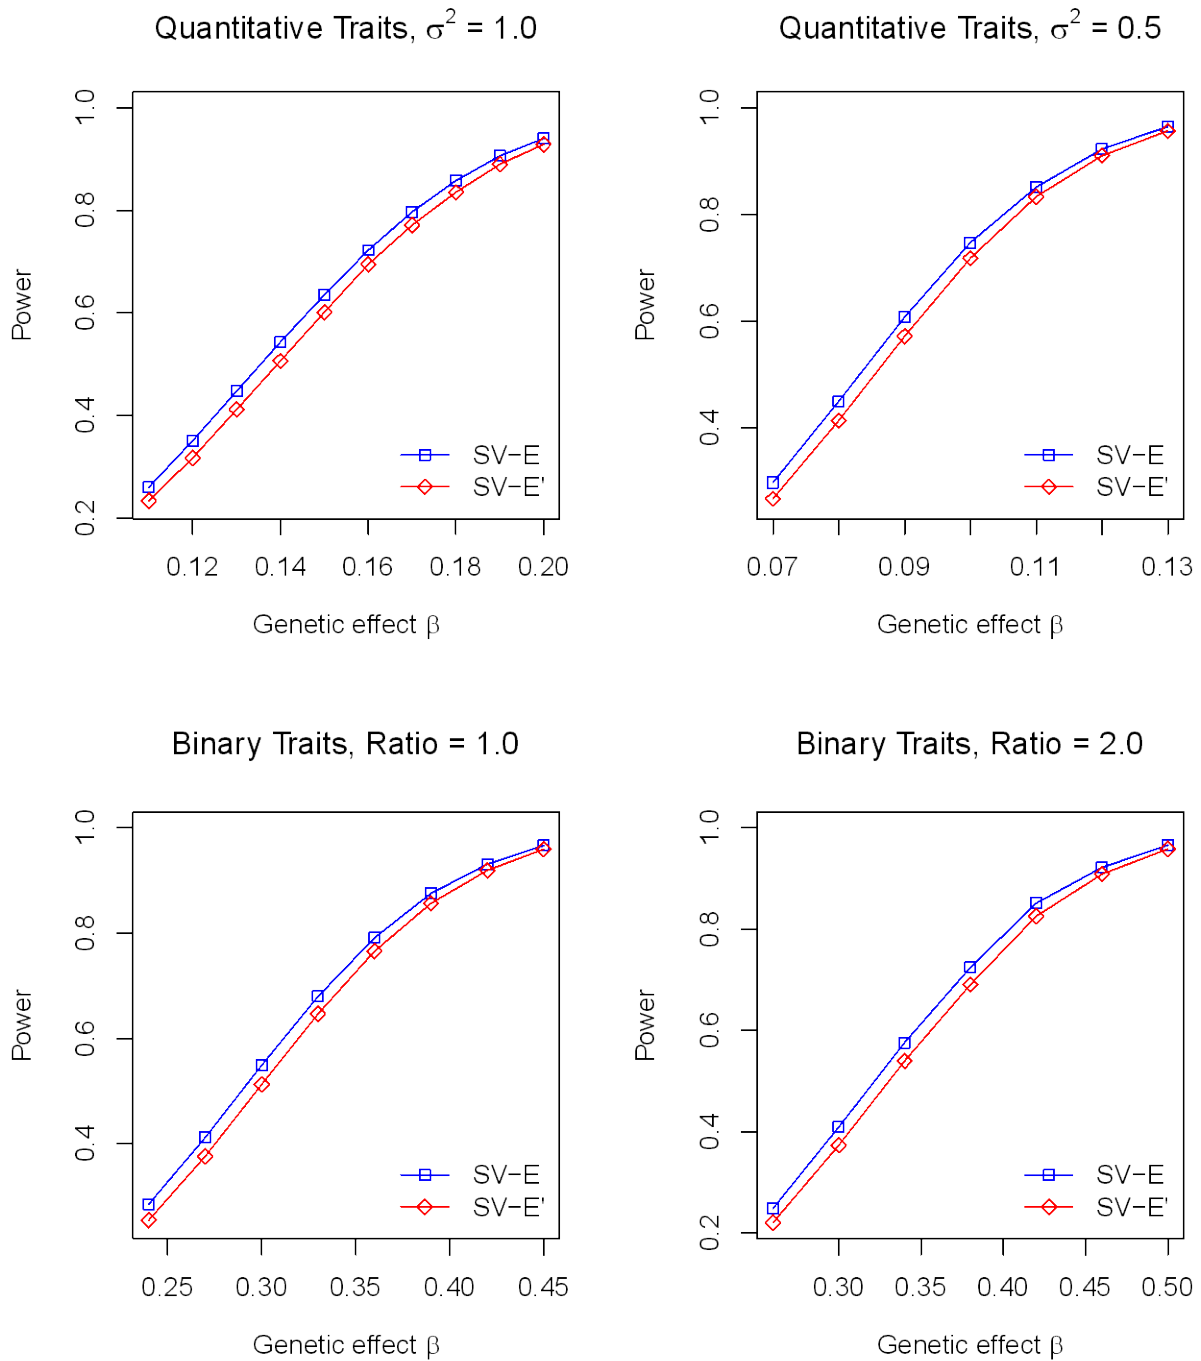 Quantitative Traits, σ² = 1.0
Power
1.0
0.8
0.6
0.4
0.2
SV−E
SV−E'
0.12 0.14 0.16 0.18 0.20
Genetic effect β
Quantitative Traits, σ² = 0.5
Power
1.0
0.8
0.6
0.4
SV−E
SV−E'
0.07 0.09 0.11 0.13
Genetic effect β
Binary Traits, Ratio = 1.0
Power
1.0
0.8
0.6
0.4
SV−E
SV−E'
0.25 0.30 0.35 0.40 0.45
Genetic effect β
Binary Traits, Ratio = 2.0
Power
1.0
0.8
0.6
0.4
0.2
SV−E
SV−E'
0.30 0.35 0.40 0.45 0.50
Genetic effect β